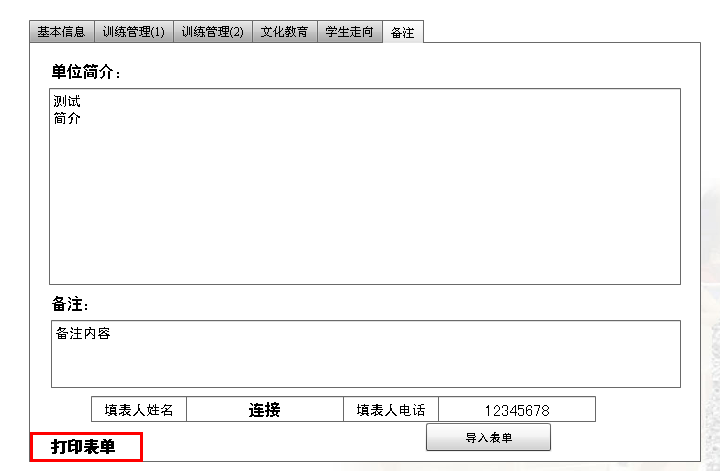 基本信息 训练管理(1) 训练管理(2) 文化教育 学生走向 备注
单位简介：
测试
简介
备注：
备注内容
填表人姓名 连接 填表人电话 12345678
导入表单
打印表单